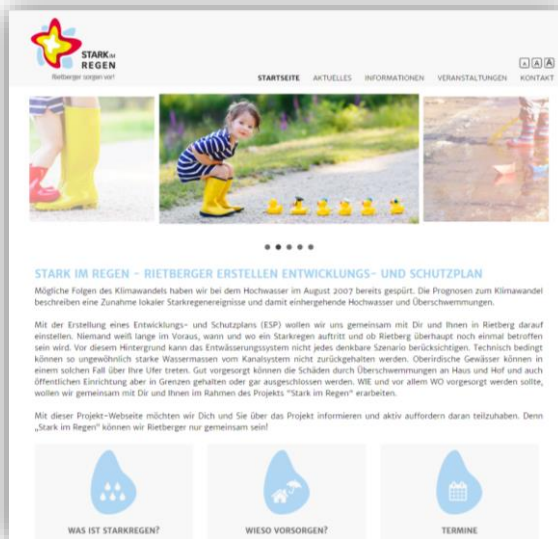 STARK IM
REGEN
Rietberger sorgen vor!
A A A
STARTSEITE AKTUELLES INFORMATIONEN VERANSTALTUNGEN KONTAKT
STARK IM REGEN - RIETBERGER ERSTELLEN ENTWICKLUNGS- UND SCHUTZPLAN
Mögliche Folgen des Klimawandels haben wir bei dem Hochwasser im August 2007 bereits gespürt. Die Prognosen zum Klimawandel
beschreiben eine Zunahme lokaler Starkregenereignisse und damit einhergehende Hochwasser und Überschwemmungen.
Mit der Erstellung eines Entwicklungs- und Schutzplans (ESP) wollen wir uns gemeinsam mit Dir und Ihnen in Rietberg darauf
einstellen. Niemand weiß lange im Voraus, wann und wo ein Starkregen auftritt und ob Rietberg überhaupt noch einmal betroffen
sein wird. Vor diesem Hintergrund kann das Entwässerungssystem nicht jedes denkbare Szenario berücksichtigen. Technisch bedingt
können so ungewöhnlich starke Wassermassen vom Kanalsystem nicht zurückgehalten werden. Oberirdische Gewässer können in
einem solchen Fall über Ihre Ufer treten. Gut vorgesorgt können die Schäden durch Überschwemmungen an Haus und Hof und auch
öffentlichen Einrichtung aber in Grenzen gehalten oder gar ausgeschlossen werden. WIE und vor allem WO vorgesorgt werden sollte,
wollen wir gemeinsam mit Dir und Ihnen im Rahmen des Projekts "Stark im Regen" erarbeiten.
Mit dieser Projekt-Webseite möchten wir Dich und Sie über das Projekt informieren und aktiv auffordern daran teilzuhaben. Denn
„Stark im Regen" können wir Rietberger nur gemeinsam sein!
WAS IST STARKREGEN? WIESO VORSORGEN? TERMINE